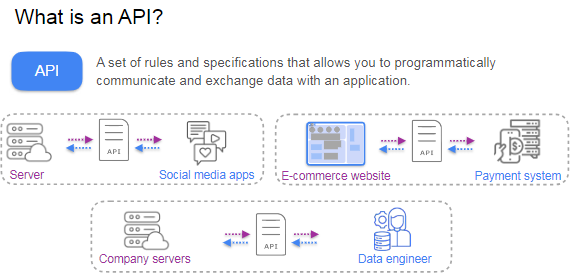 What is an API?
API
A set of rules and specifications that allows you to programmatically
communicate and exchange data with an application.
API
Server
Social media apps
API
E-commerce website
Payment system
API
Company servers
Data engineer